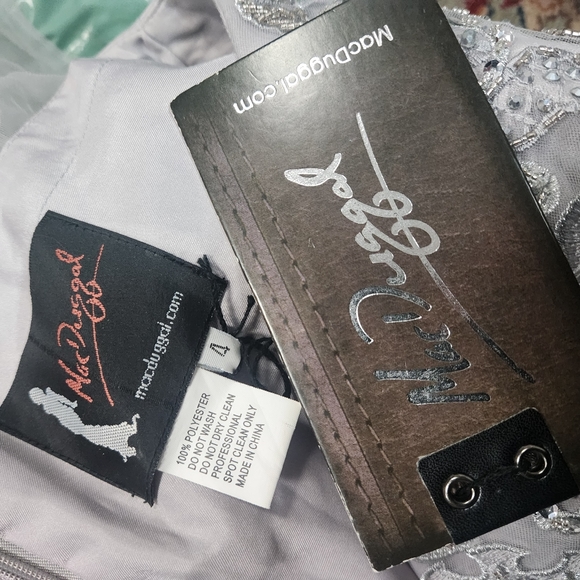 MacDuggal.com
Mac Duggal
Mac Duggal
macduggal.com
4
100% POLYESTER
DO NOT WASH
DO NOT DRY CLEAN
PROFESSIONAL
SPOT CLEAN ONLY
MADE IN CHINA